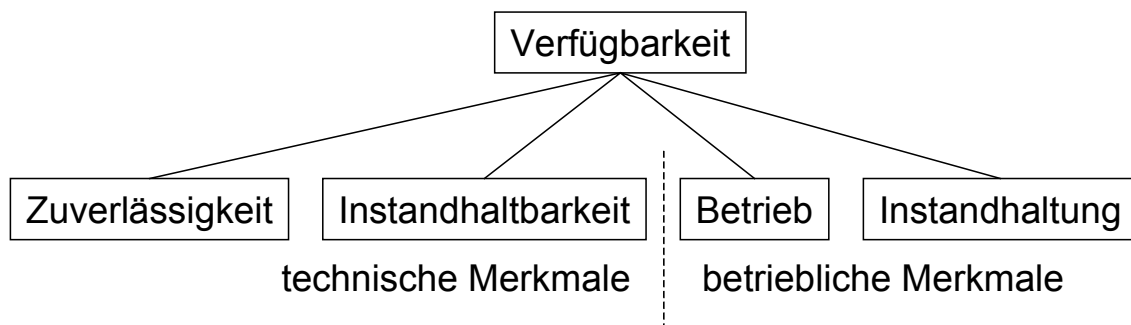 Verfügbarkeit
Zuverlässigkeit
Instandhaltbarkeit
Betrieb
Instandhaltung
technische Merkmale
betriebliche Merkmale